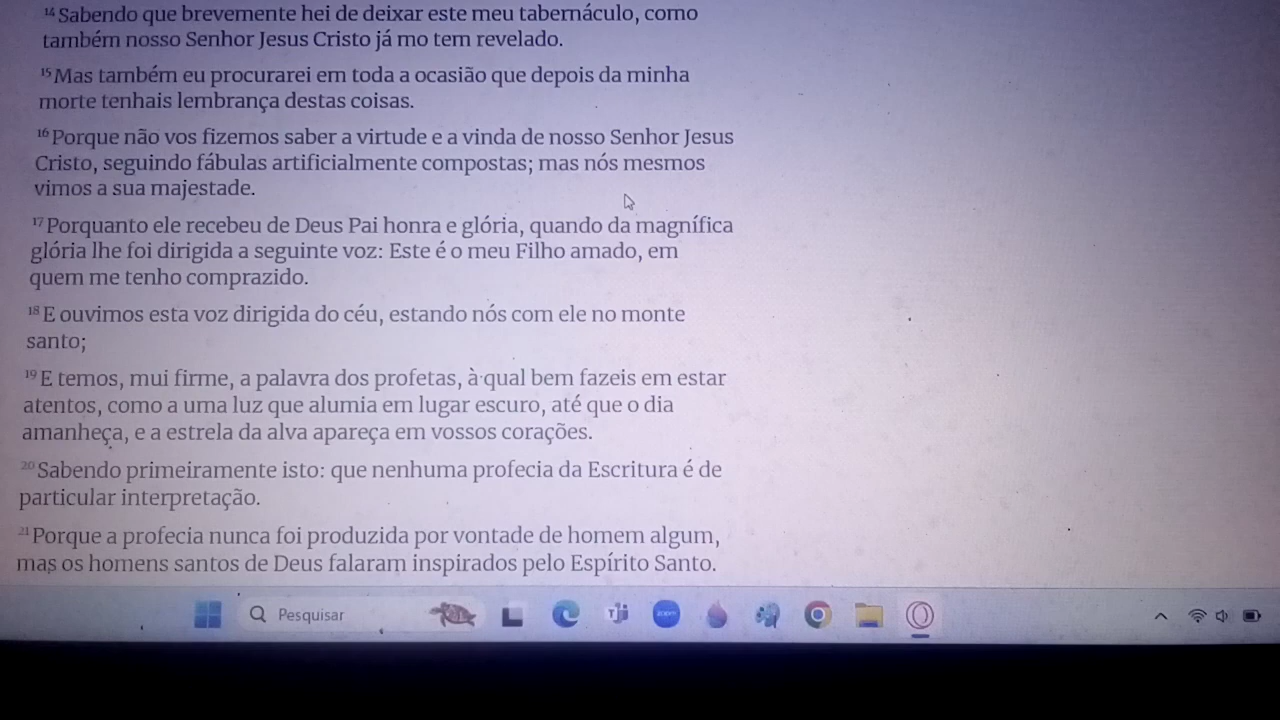 14 Sabendo que brevemente hei de deixar este meu tabernáculo, como
também nosso Senhor Jesus Cristo já mo tem revelado.
15 Mas também eu procurarei em toda a ocasião que depois da minha
morte tenhais lembrança destas coisas.
16 Porque não vos fizemos saber a virtude e a vinda de nosso Senhor Jesus
Cristo, seguindo fábulas artificialmente compostas; mas nós mesmos
vimos a sua majestade.
17 Porquanto ele recebeu de Deus Pai honra e glória, quando da magnífica
glória lhe foi dirigida a seguinte voz: Este é o meu Filho amado, em
quem me tenho comprazido.
18 E ouvimos esta voz dirigida do céu, estando nós com ele no monte
santo;
19 E temos, mui firme, a palavra dos profetas, à qual bem fazeis em estar
atentos, como a uma luz que alumia em lugar escuro, até que o dia
amanheça, e a estrela da alva apareça em vossos corações.
20 Sabendo primeiramente isto: que nenhuma profecia da Escritura é de
particular interpretação.
21 Porque a profecia nunca foi produzida por vontade de homem algum,
mas os homens santos de Deus falaram inspirados pelo Espírito Santo.
Pesquisar
zoom